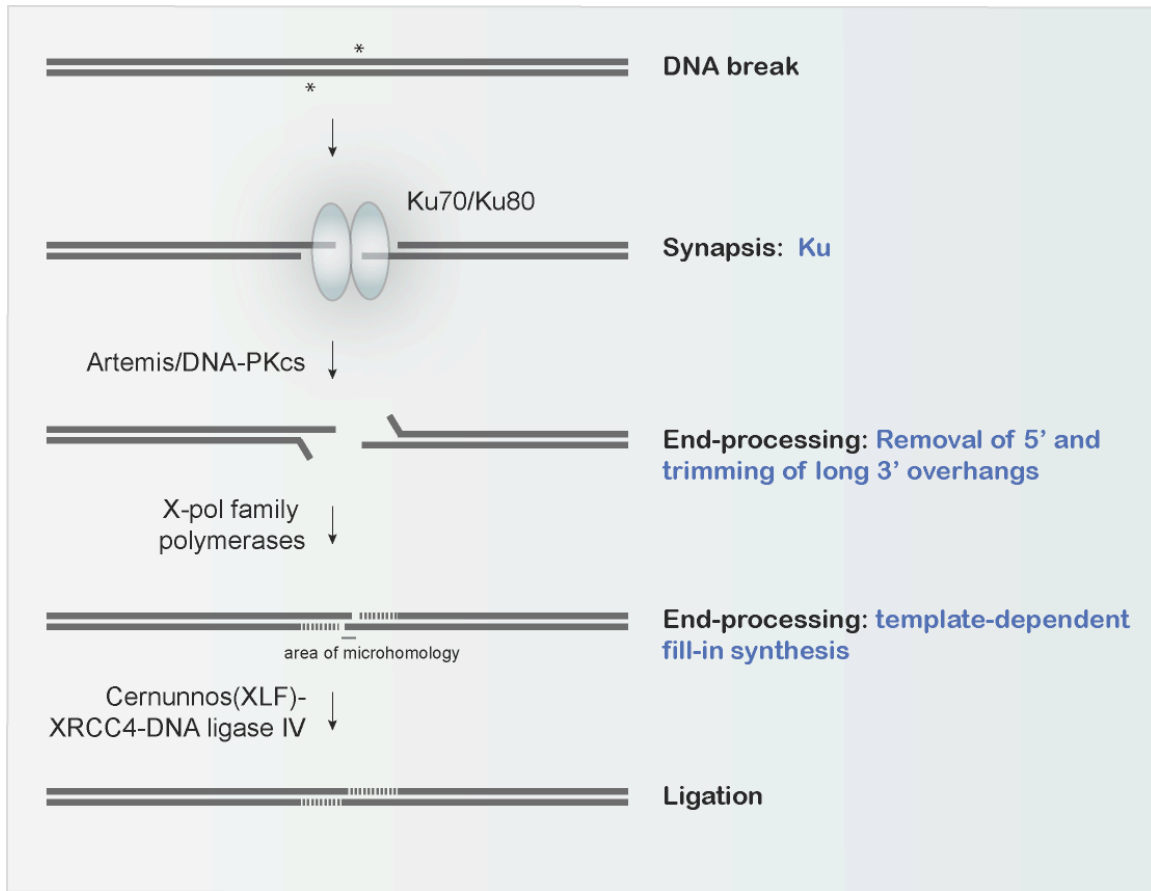 *
*
DNA break
Ku70/Ku80
Synapsis: Ku
Artemis/DNA-PKcs
End-processing: Removal of 5’ and
trimming of long 3’ overhangs
X-pol family
polymerases
End-processing: template-dependent
fill-in synthesis
area of microhomology
Cernunnos(XLF)-
XRCC4-DNA ligase IV
Ligation